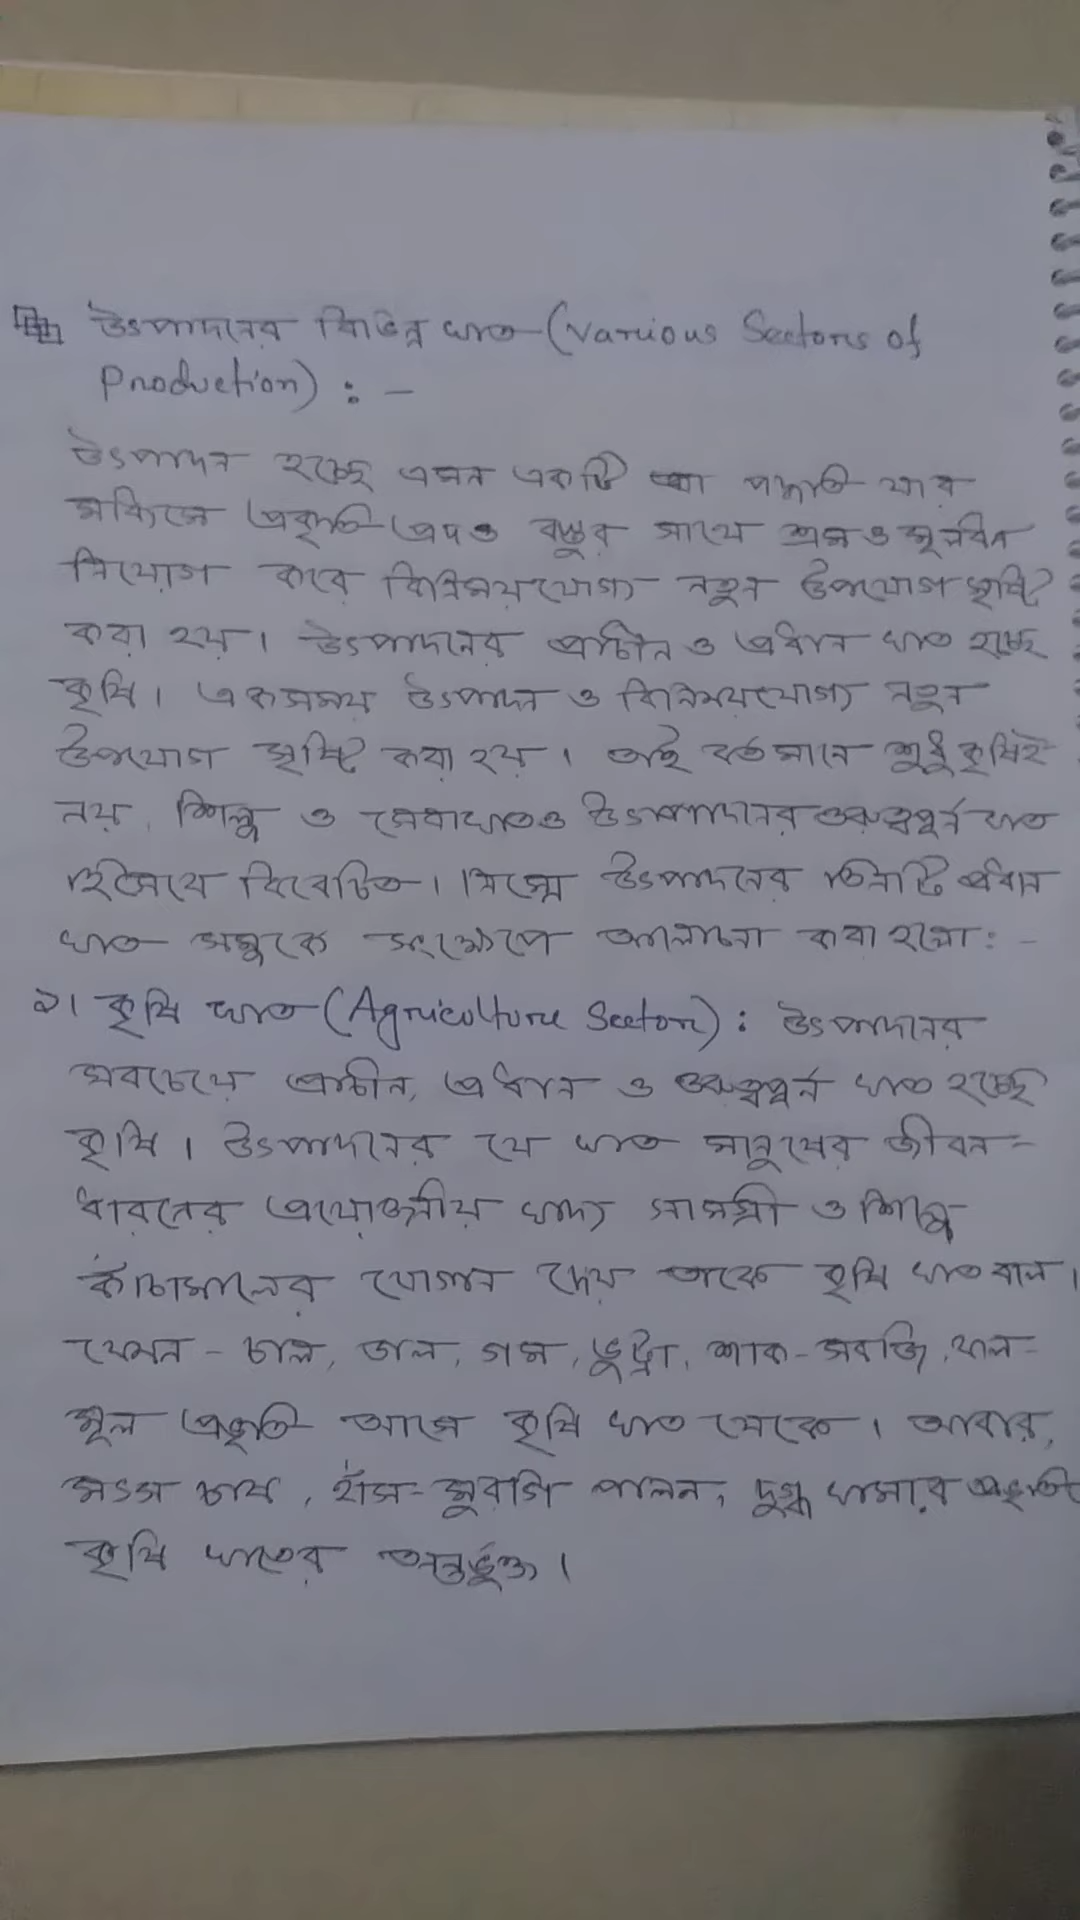 উৎপাদনের বিভিন্ন খাত (Various Sectors of
Production) : -
উৎপাদন হচ্ছে এমন একটি পদ্ধতি যার
প্রকৃতি প্রদত্ত বস্তুর সাথে শ্রম ও মূলধন
নিয়োগ করে বিনিময়যোগ্য নতুন উপযোগ সৃষ্টি
করা হয়। উৎপাদনের প্রাচীন ও প্রধান খাত হচ্ছে
কৃষি। একসময় উৎপাদন ও বিনিময়যোগ্য নতুন
উপযোগ সৃষ্টি করা হয়। তাই বর্তমানে শুধু কৃষিই
নয়, শিল্প ও সেবাখাতও উৎপাদনের গুরুত্বপূর্ন খাত
হিসেবে বিবেচিত। নিম্মে উৎপাদনের তিনটি প্রধান
খাত সম্পর্কে সংক্ষেপে আলোচনা করা হলো: -
১। কৃষি খাত (Agriculture Sector) : উৎপাদনের
সবচেয়ে প্রাচীন, প্রধান ও গুরুত্বপূর্ন খাত হচ্ছে
কৃষি। উৎপাদনের যে খাত মানুষের জীবন-
ধারনের প্রয়োজনীয় খাদ্য সামগ্রী ও শিল্পে
কাঁচামালের যোগান দেয় তাকে কৃষি খাত বলে।
যেমন - চাল, ডাল, গম, ভুট্টা, শাক-সবজি, ফল-
মূল প্রভৃতি আসে কৃষি খাত থেকে। আবার,
মৎস চাষ, হাঁস-মুরগি পালন, দুগ্ধ খামার প্রভৃতি
কৃষি খাতের অন্তর্ভুক্ত।